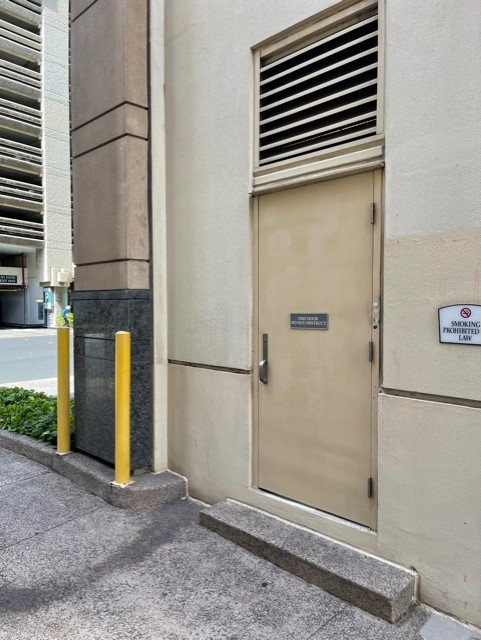 FIRE DOOR
DO NOT OBSTRUCT
SMOKING
PROHIBITED
LAW